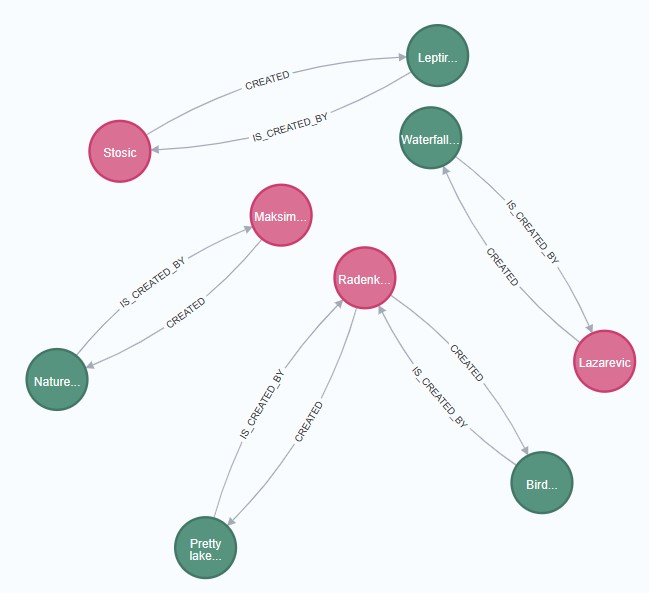 Leptir...
CREATED
IS_CREATED_BY
Stosic
Waterfall...
IS_CREATED_BY
CREATED
Lazarevic
Maksim...
IS_CREATED_BY
CREATED
Nature...
Radenk...
CREATED
IS_CREATED_BY
IS_CREATED_BY
CREATED
Bird...
Pretty
lake...